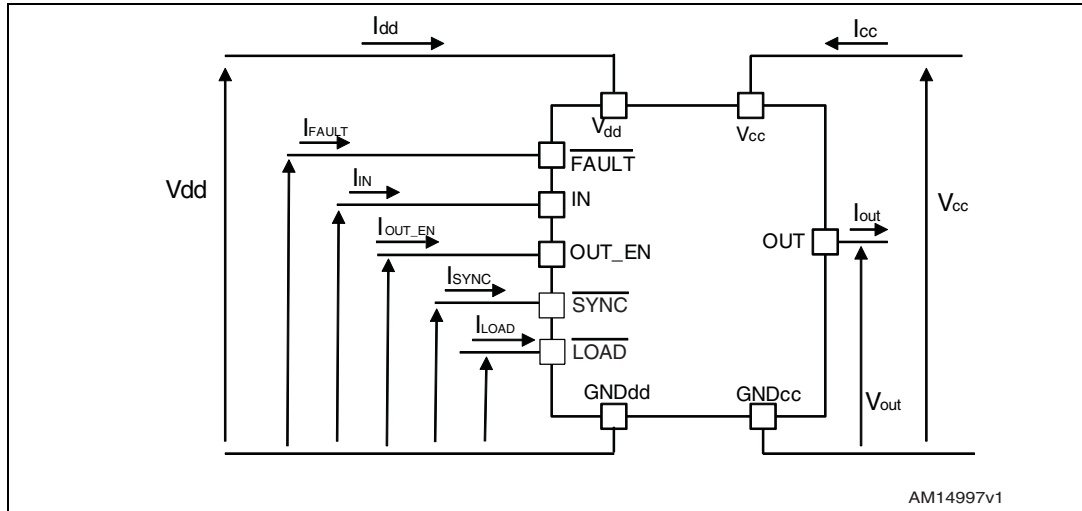 Idd
Icc
Vdd
Vcc
IFAULT
FAULT
Vdd
IIN
IN
Vcc
Iout
IOUT_EN
OUT_EN
OUT
ISYNC
SYNC
ILOAD
LOAD
GNDdd
GNDcc
Vout
AM14997v1